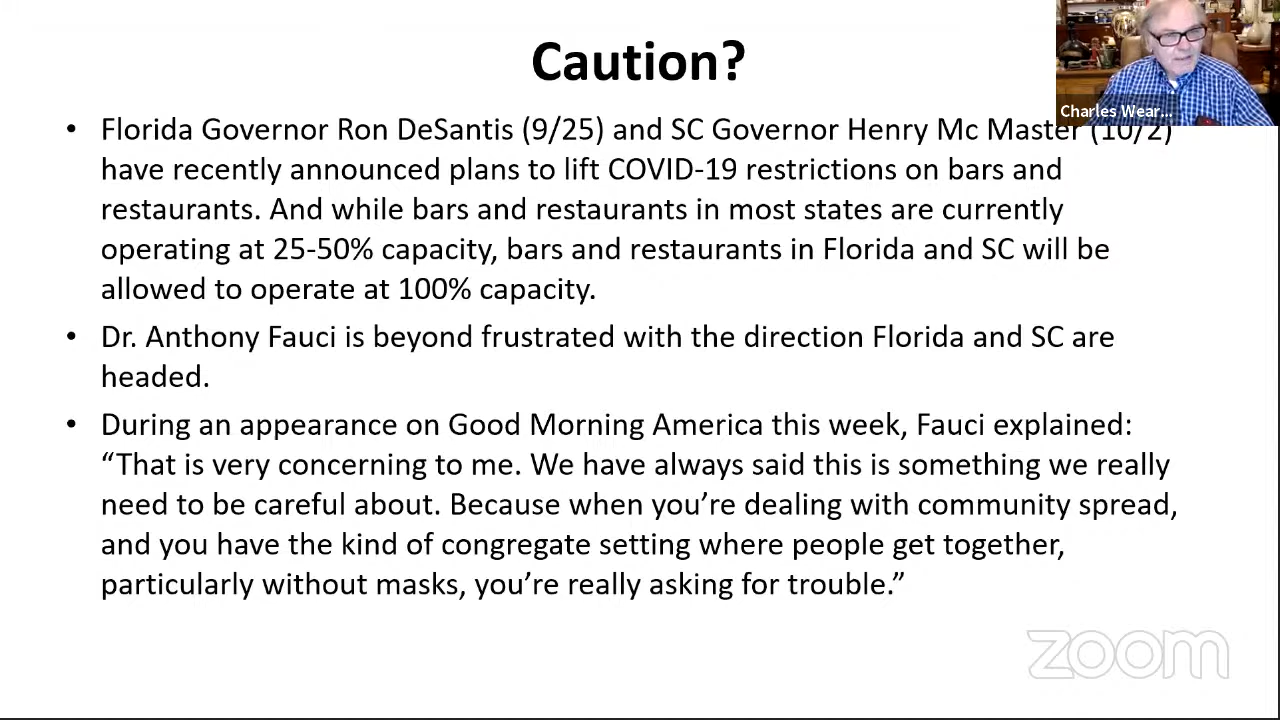 Caution?
Charles Wear...
• Florida Governor Ron DeSantis (9/25) and SC Governor Henry Mc Master (10/2)
have recently announced plans to lift COVID-19 restrictions on bars and
restaurants. And while bars and restaurants in most states are currently
operating at 25-50% capacity, bars and restaurants in Florida and SC will be
allowed to operate at 100% capacity.
• Dr. Anthony Fauci is beyond frustrated with the direction Florida and SC are
headed.
• During an appearance on Good Morning America this week, Fauci explained:
“That is very concerning to me. We have always said this is something we really
need to be careful about. Because when you’re dealing with community spread,
and you have the kind of congregate setting where people get together,
particularly without masks, you’re really asking for trouble.”
zoom